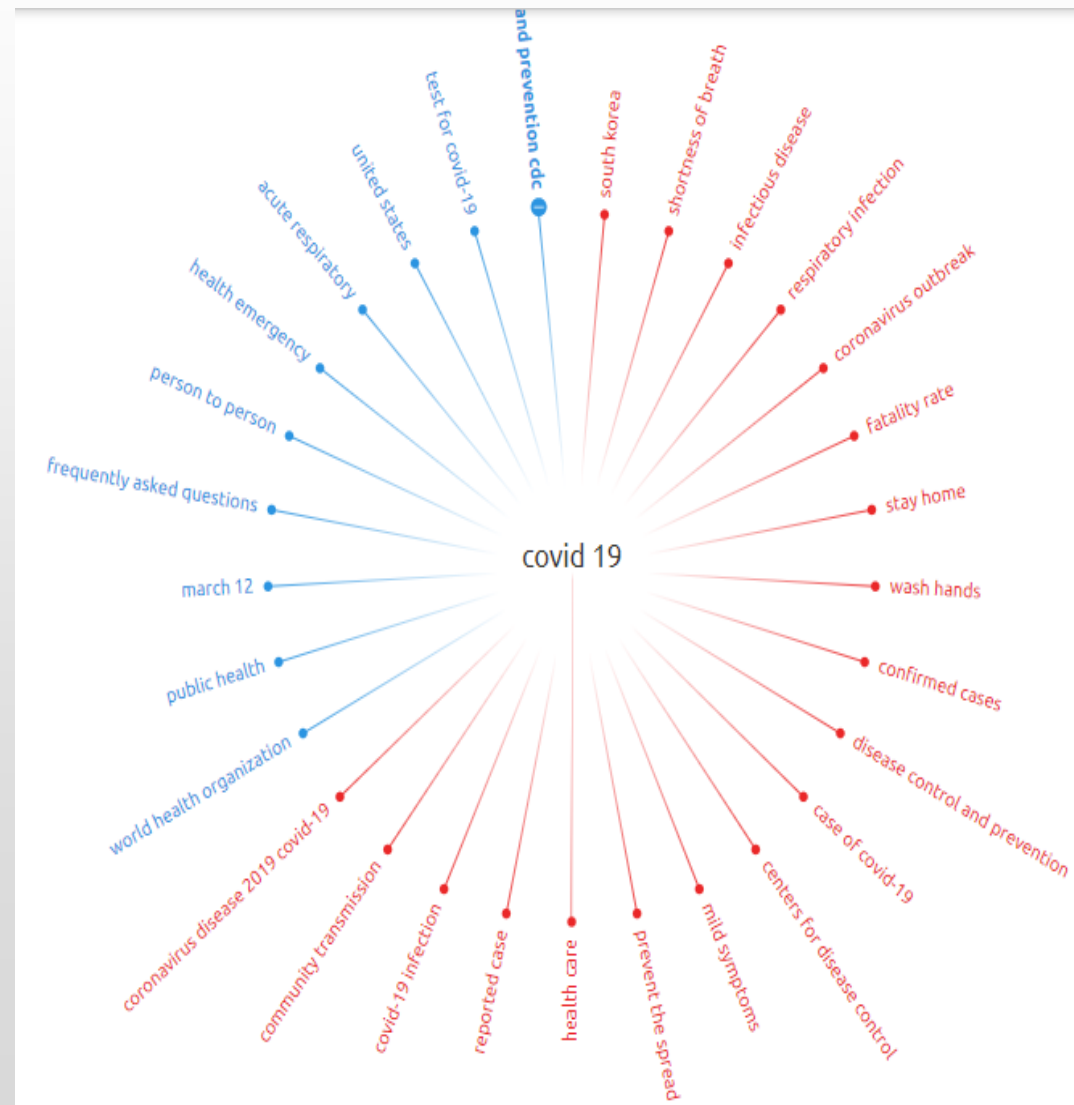 and prevention cdc
south korea
shortness of breath
infectious disease
respiratory infection
coronavirus outbreak
fatality rate
stay home
wash hands
confirmed cases
disease control and prevention
case of covid-19
centers for disease control
mild symptoms
prevent the spread
health care
reported case
covid-19 infection
community transmission
coronavirus disease 2019 covid-19
world health organization
public health
march 12
frequently asked questions
person to person
health emergency
acute respiratory
united states
test for covid-19
covid 19